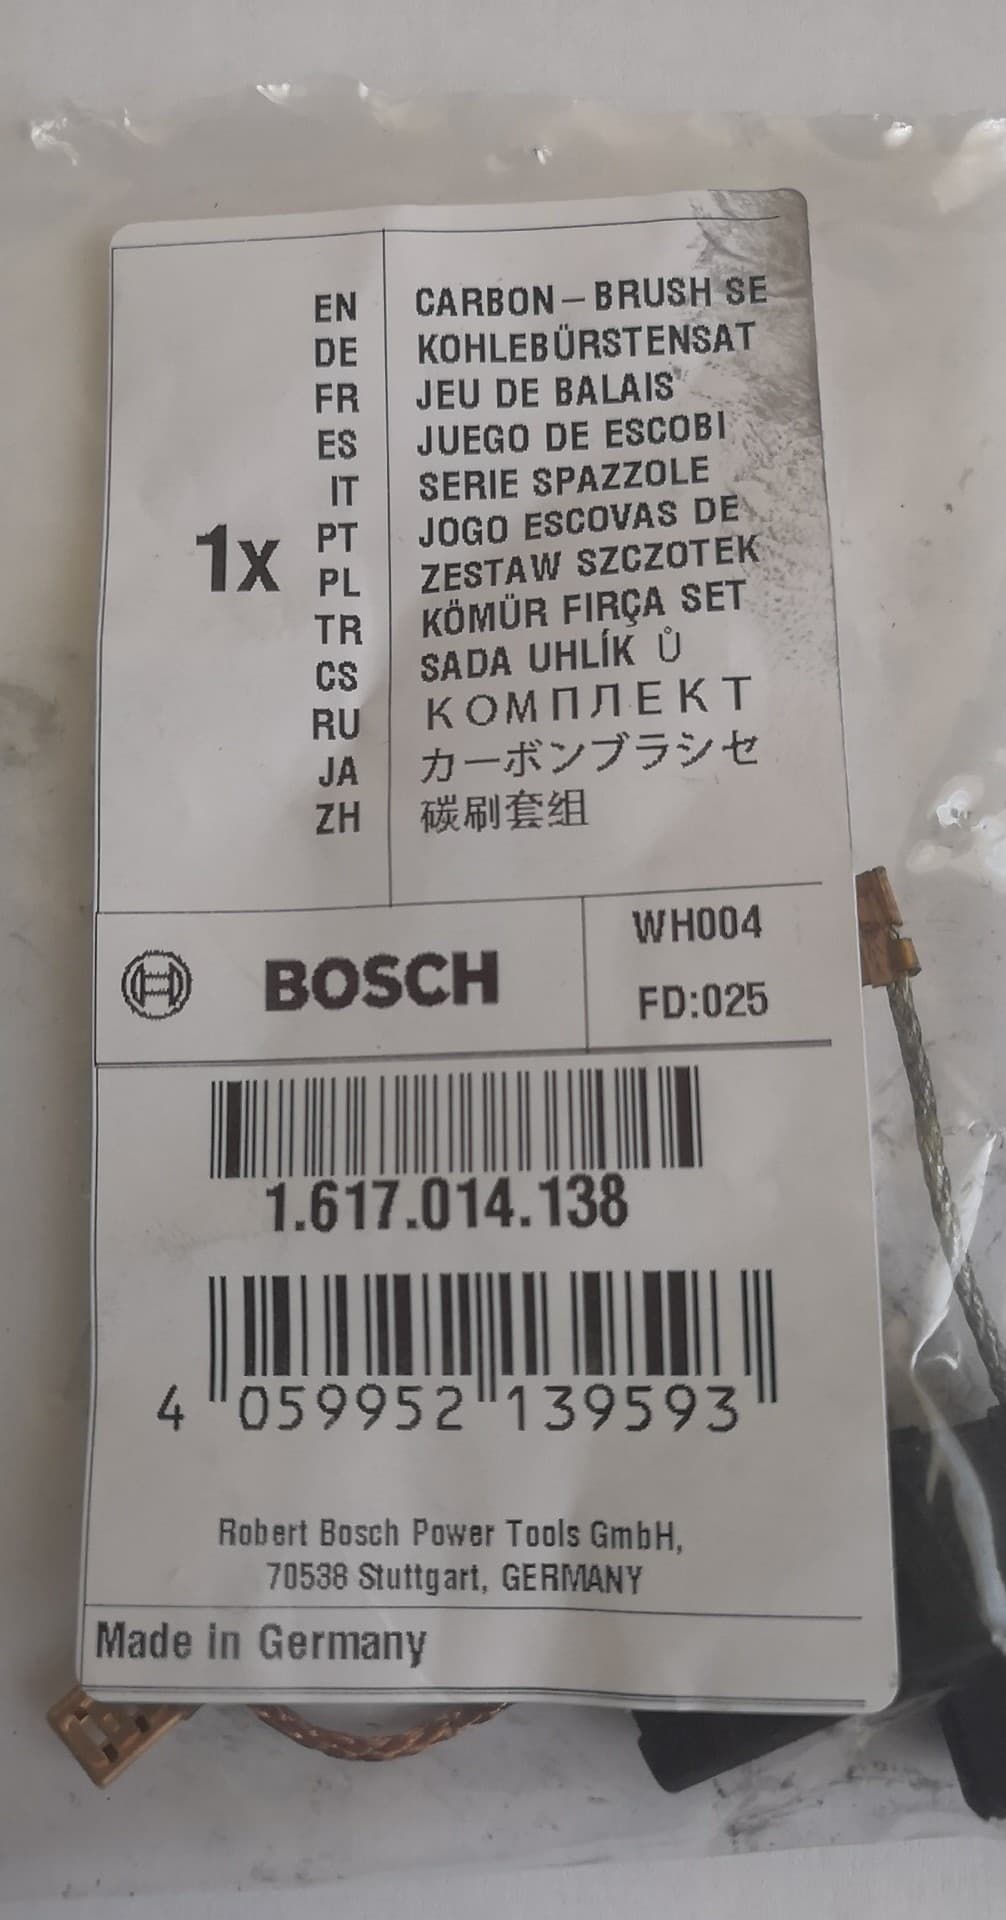 1x
EN CARBON-BRUSH SE
DE KOHLEBÜRSTENSAT
FR JEU DE BALAIS
ES JUEGO DE ESCOBI
IT SERIE SPAZZOLE
PT JOGO ESCOVAS DE
PL ZESTAW SZCZOTEK
TR KÖMÜR FIRÇA SET
CS SADA UHLÍK Ů
RU КОМПЛЕКТ
JA カーボンブラシセ
ZH 碳刷套组
BOSCH
WH004
FD:025
1.617.014.138
4 059952 139593
Robert Bosch Power Tools GmbH,
70538 Stuttgart, GERMANY
Made in Germany